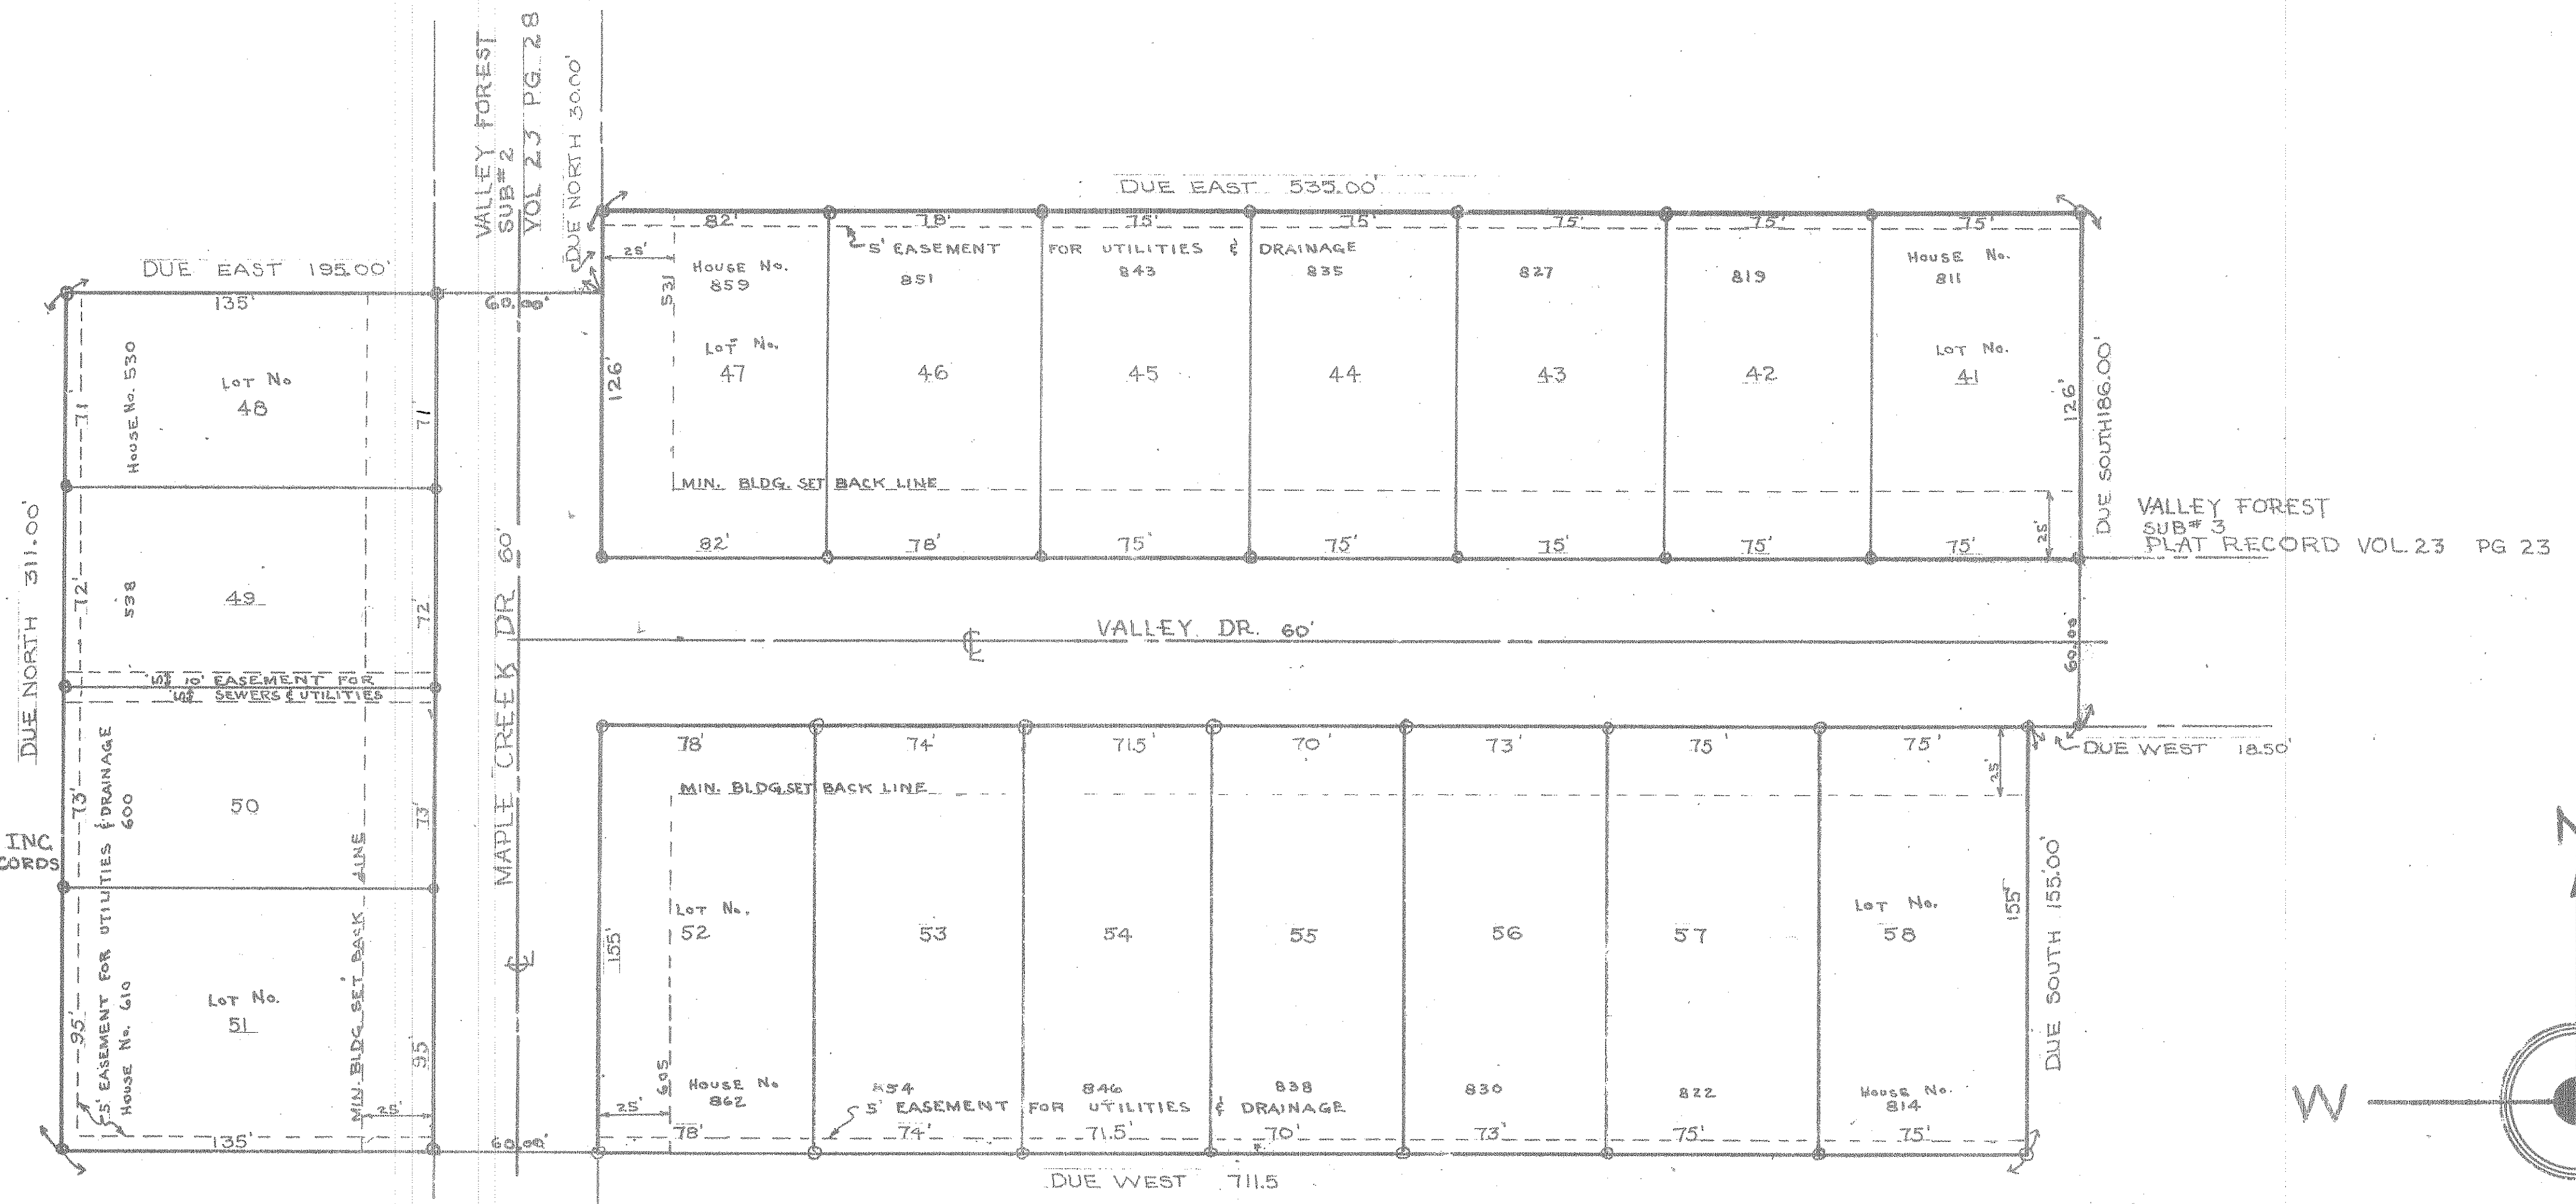 VALLEY FOREST
SUB# 2
VOL 23 PG. 28
DUE NORTH 30.00'
DUE EAST 535.00'
82' 78' 75' 75' 75' 75' 75'
5' EASEMENT FOR UTILITIES & DRAINAGE
25'
531
HOUSE No.
859
851
843
835
827
819
HOUSE No.
811
LOT No.
47
46
45
44
43
42
LOT No.
41
126'
126'
DUE SOUTH 186.00'
MIN. BLDG. SET BACK LINE
25'
82' 78' 75' 75' 75' 75' 75'
VALLEY FOREST
SUB# 3
PLAT RECORD VOL. 23 PG 23
DUE EAST 195.00'
135'
60.00'
HOUSE No. 530
LOT No
48
71'
71
DUE NORTH 311.00'
72'
538
49
72'
5' 10' EASEMENT FOR
5' SEWERS & UTILITIES
73'
600
50
73'
INC.
CORDS
5' EASEMENT FOR UTILITIES & DRAINAGE
HOUSE No. 610
LOT No.
51
95'
95
MIN. BLDG SET BACK LINE
25'
135'
60.00'
MAPLE CREEK DR 60'
VALLEY DR. 60'
60.00
DUE WEST 18.50'
78' 74' 71.5' 70' 73' 75' 75'
MIN. BLDG SET BACK LINE
25'
155'
LOT No.
52
53
54
55
56
57
LOT No.
58
155'
DUE SOUTH 155.00'
605
HOUSE No
862
854
846
838
830
822
HOUSE No.
814
25'
5' EASEMENT FOR UTILITIES & DRAINAGE
78' 74' 71.5' 70' 73' 75' 75'
DUE WEST 711.5
W